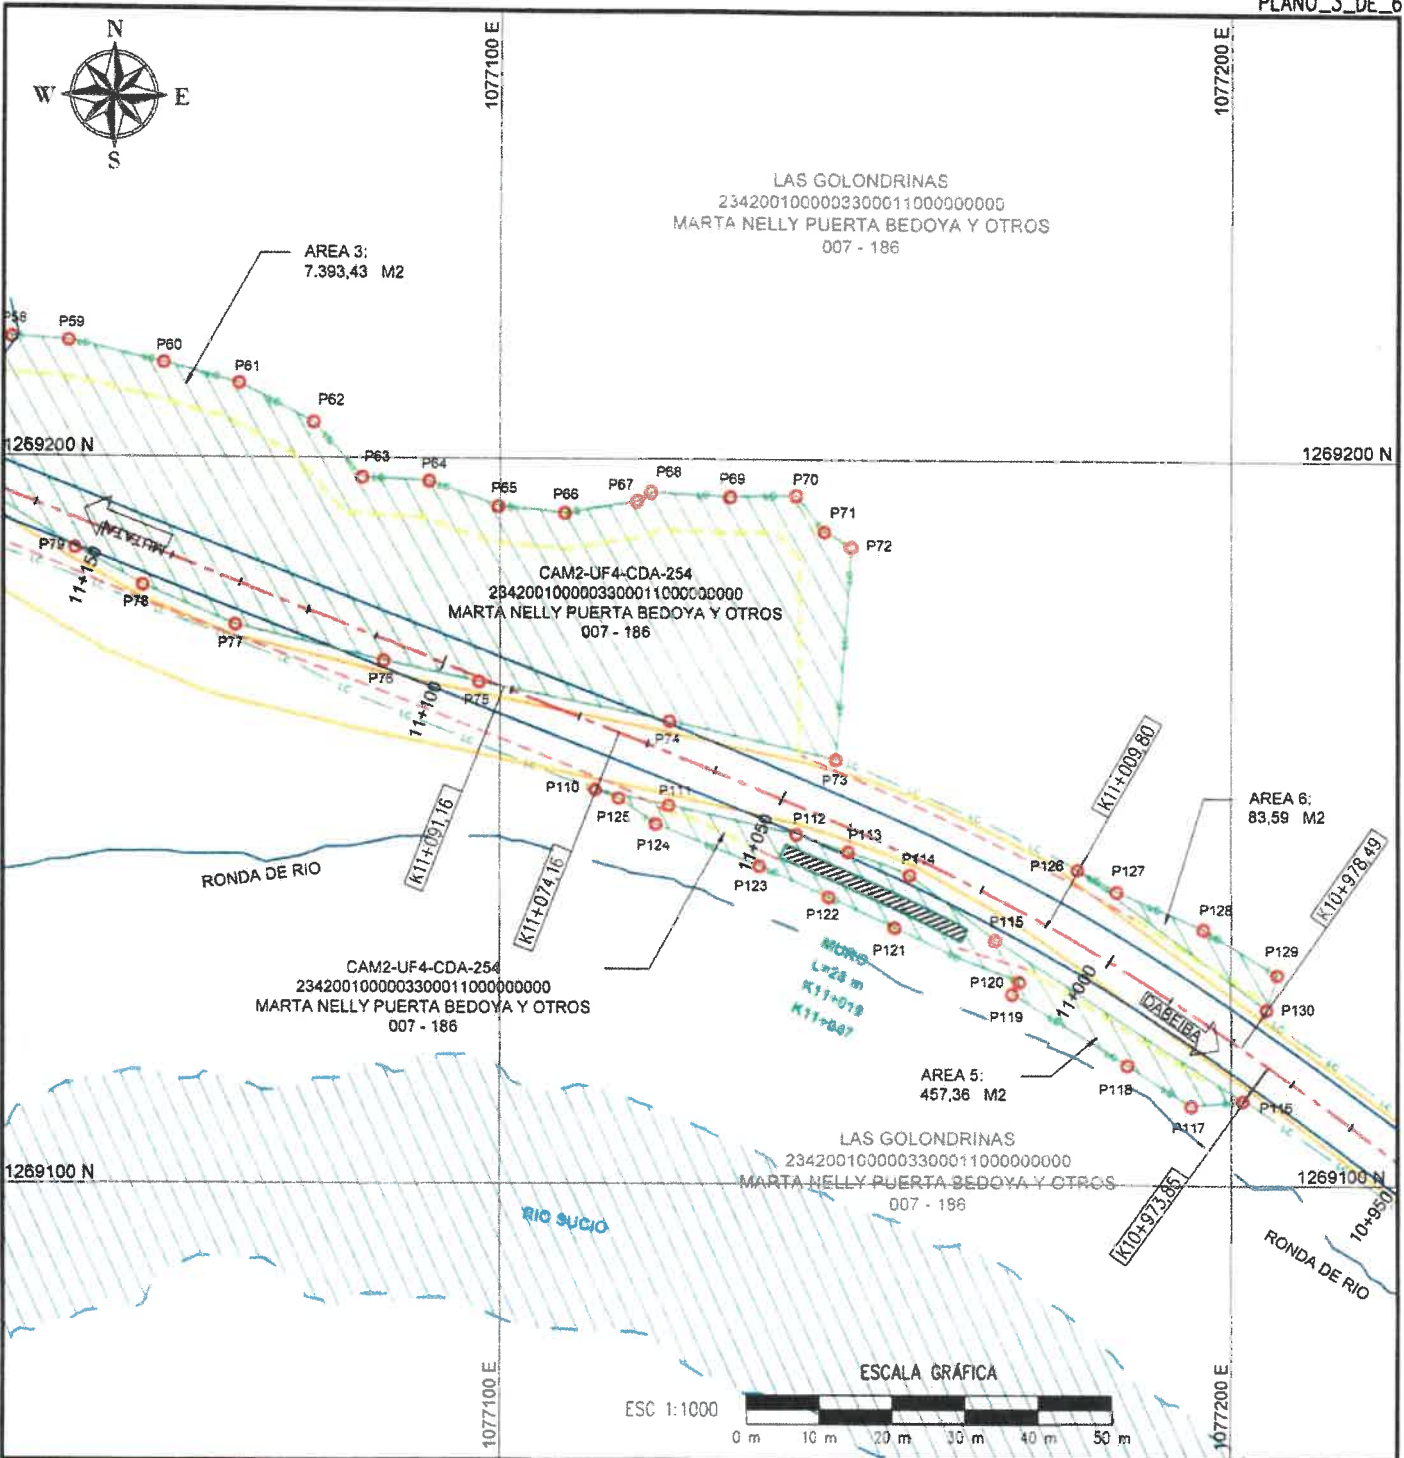 PLANO_3_DE_6
N
W E
S
1077100 E
1077200 E
LAS GOLONDRINAS
234200100000330001100000000
MARTA NELLY PUERTA BEDOYA Y OTROS
007 - 186
AREA 3:
7.393,43 M2
P58
P59
P60
P61
P62
1269200 N
1269200 N
P63
P64
P65
P66
P67
P68
P69
P70
P71
P72
MUTATA
P79
11+150
P78
P77
P76
P75
11+100
CAM2-UF4-CDA-254
234200100000330001100000000
MARTA NELLY PUERTA BEDOYA Y OTROS
007 - 186
P74
P73
K11+009,80
P110
P125
P111
P124
11+050
P112
P113
P114
P123
P122
P121
P126
P127
P128
P129
P130
AREA 6:
83,59 M2
K10+978,49
K11+091,16
K11+074,16
RONDA DE RIO
CAM2-UF4-CDA-254
234200100000330001100000000
MARTA NELLY PUERTA BEDOYA Y OTROS
007 - 186
MURO
L=28 m
K11+019
K11+047
P115
P120
P119
11+000
DABEIBA
AREA 5:
457,36 M2
P118
P117
P116
LAS GOLONDRINAS
234200100000330001100000000
MARTA NELLY PUERTA BEDOYA Y OTROS
007 - 186
1269100 N
1269100 N
K10+973,85
10+950
RIO SUCIO
RONDA DE RIO
1077100 E
1077200 E
ESCALA GRÁFICA
ESC 1:1000
0 m 10 m 20 m 30 m 40 m 50 m